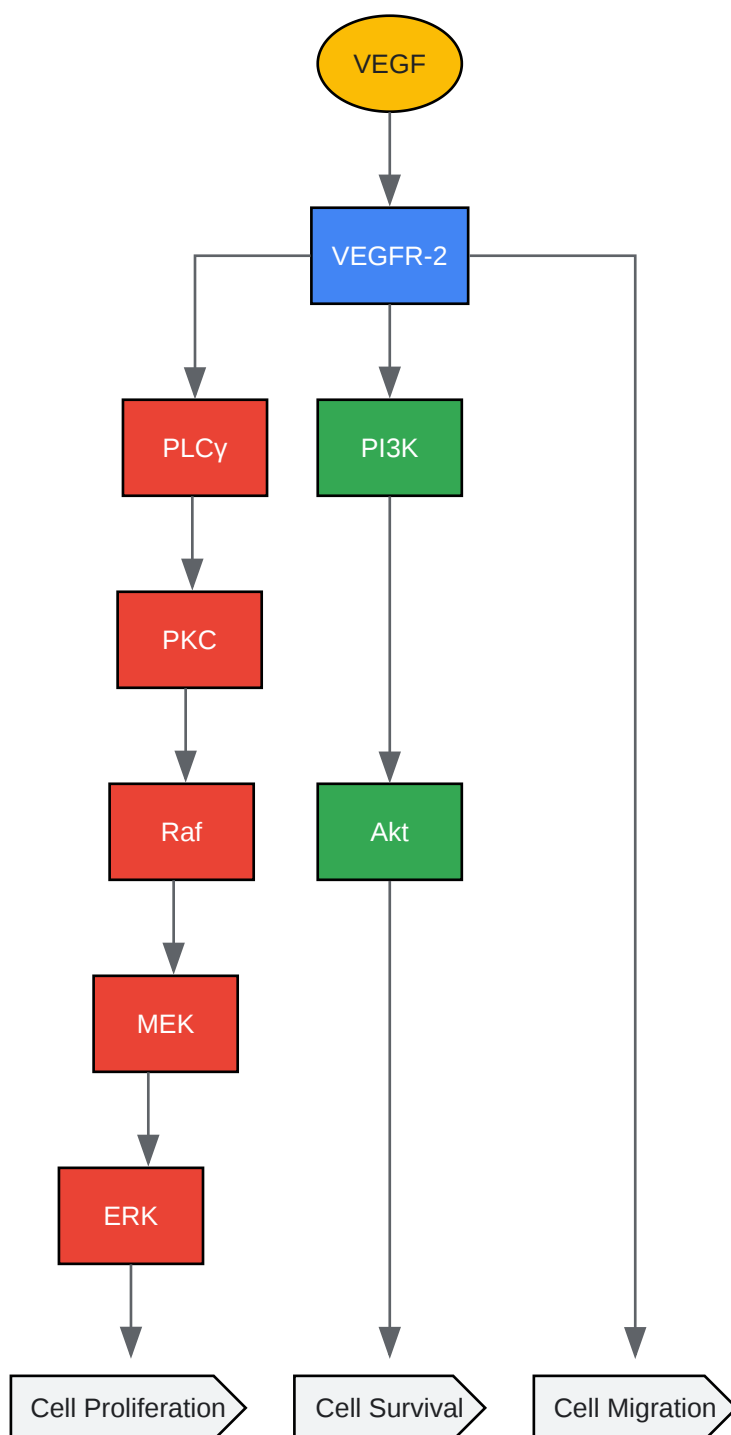 VEGF
VEGFR-2
PLCγ
PI3K
PKC
Raf
Akt
MEK
ERK
Cell Proliferation
Cell Survival
Cell Migration